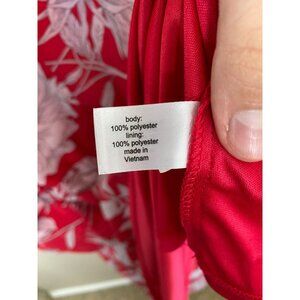 body:
100% polyester
lining:
100% polyester
made in
Vietnam